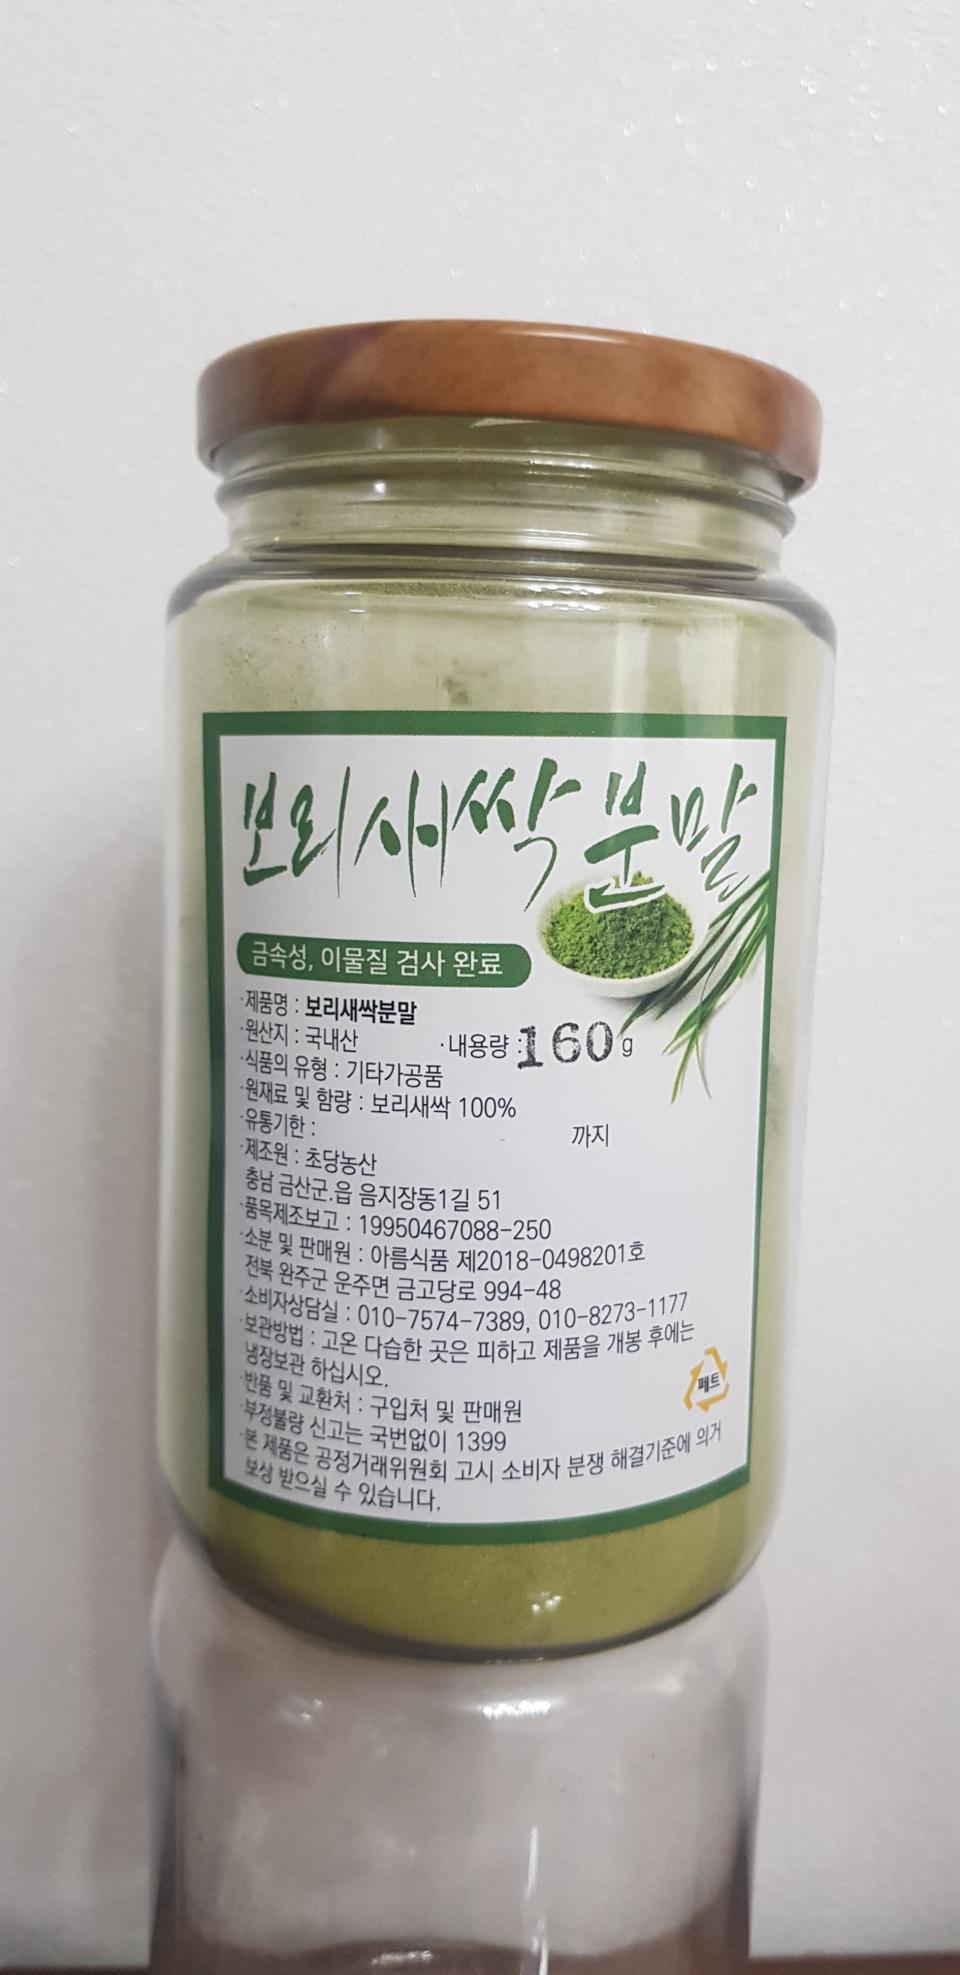 보리새싹분말
금속성, 이물질 검사 완료
·제품명 : 보리새싹분말
·원산지 : 국내산 ·내용량 : 160 g
·식품의 유형 : 기타가공품
·원재료 및 함량 : 보리새싹 100%
·유통기한 : 까지
·제조원 : 초당농산
충남 금산군.읍 음지장동1길 51
·품목제조보고 : 19950467088-250
·소분 및 판매원 : 아름식품 제2018-0498201호
전북 완주군 운주면 금고당로 994-48
·소비자상담실 : 010-7574-7389, 010-8273-1177
·보관방법 : 고온 다습한 곳은 피하고 제품을 개봉 후에는
냉장보관 하십시오.
·반품 및 교환처 : 구입처 및 판매원
·부정불량 신고는 국번없이 1399
·본 제품은 공정거래위원회 고시 소비자 분쟁 해결기준에 의거
보상 받으실 수 있습니다.
페트